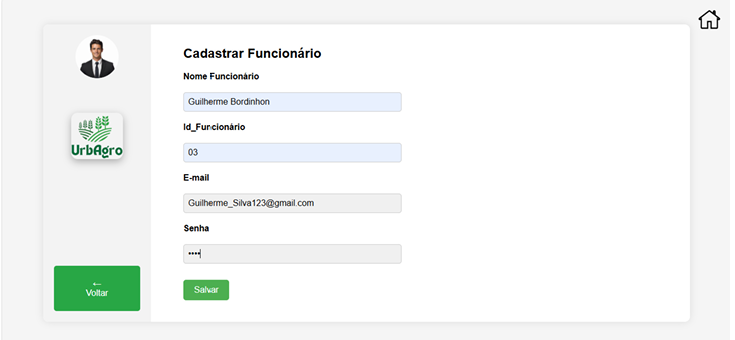 UrbAgro
← Voltar
Cadastrar Funcionário
Nome Funcionário
Guilherme Bordinhon
Id_Funcionário
03
E-mail
Guilherme_Silva123@gmail.com
Senha
••••
Salvar